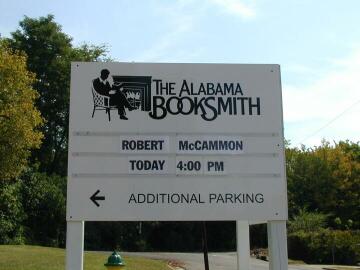 THE ALABAMA
BOOKSMITH
ROBERT McCAMMON
TODAY 4:00 PM
ADDITIONAL PARKING